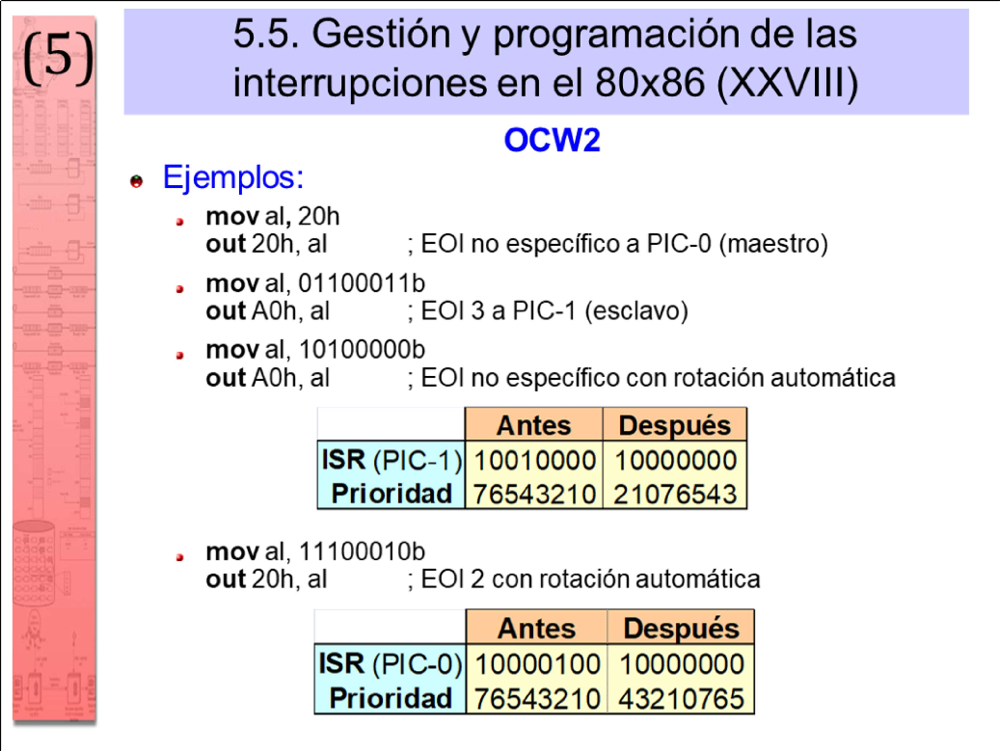 (5)
5.5. Gestión y programación de las
interrupciones en el 80x86 (XXVIII)
OCW2
Ejemplos:
mov al, 20h
out 20h, al ; EOI no específico a PIC-0 (maestro)
mov al, 01100011b
out A0h, al ; EOI 3 a PIC-1 (esclavo)
mov al, 10100000b
out A0h, al ; EOI no específico con rotación automática
Antes Después
ISR (PIC-1) 10010000 10000000
Prioridad 76543210 21076543
mov al, 11100010b
out 20h, al ; EOI 2 con rotación automática
Antes Después
ISR (PIC-0) 10000100 10000000
Prioridad 76543210 43210765